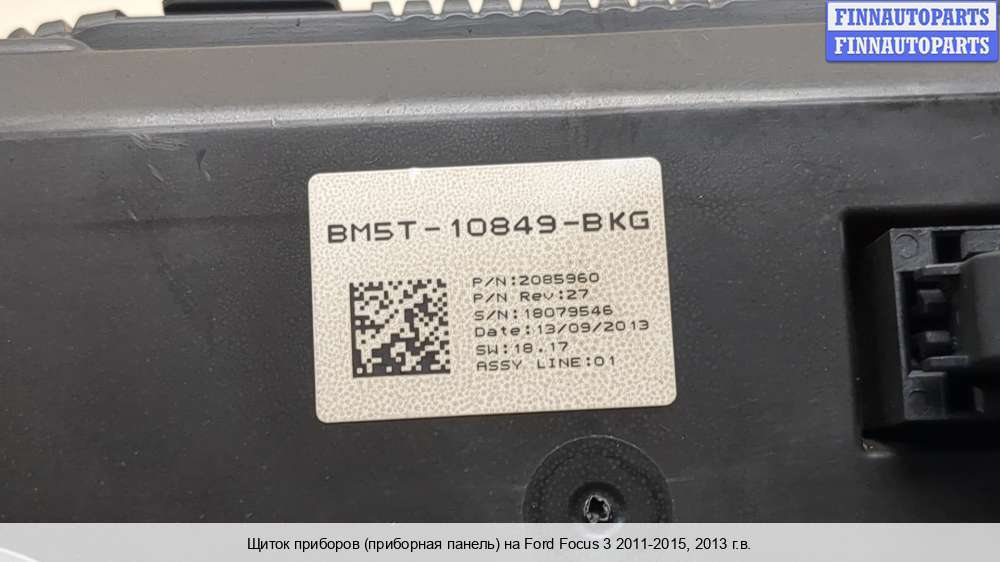 FINNAUTOPARTS
FINNAUTOPARTS
BM5T-10849-BKG
P/N:2085960
P/N Rev:27
S/N:18079546
Date:13/09/2013
SW:18.17
ASSY LINE:01
Щиток приборов (приборная панель) на Ford Focus 3 2011-2015, 2013 г.в.